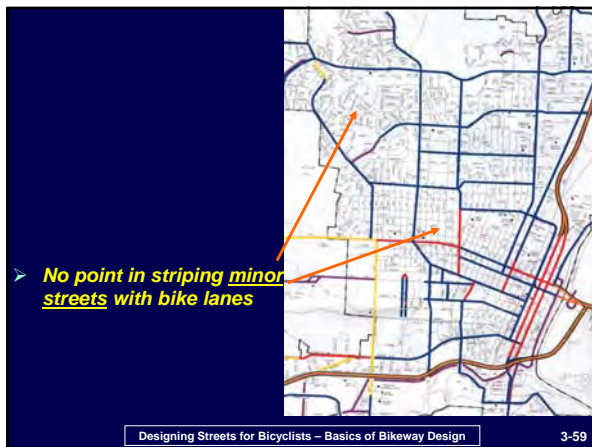 ➢ No point in striping minor
streets with bike lanes
Designing Streets for Bicyclists – Basics of Bikeway Design
3-59